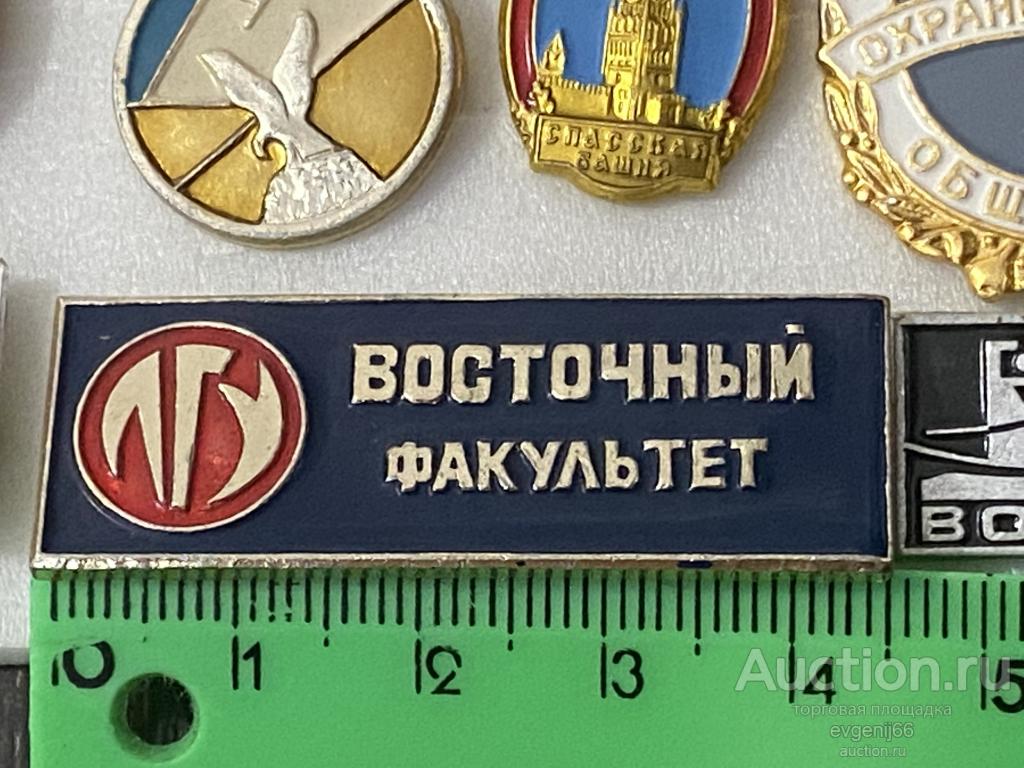 СПАССКАЯ
БАШНЯ
ЛГУ
ВОСТОЧНЫЙ
ФАКУЛЬТЕТ
0 1 2 3 4 5
Auction.ru
торговая площадка
evgenij66
auction.ru